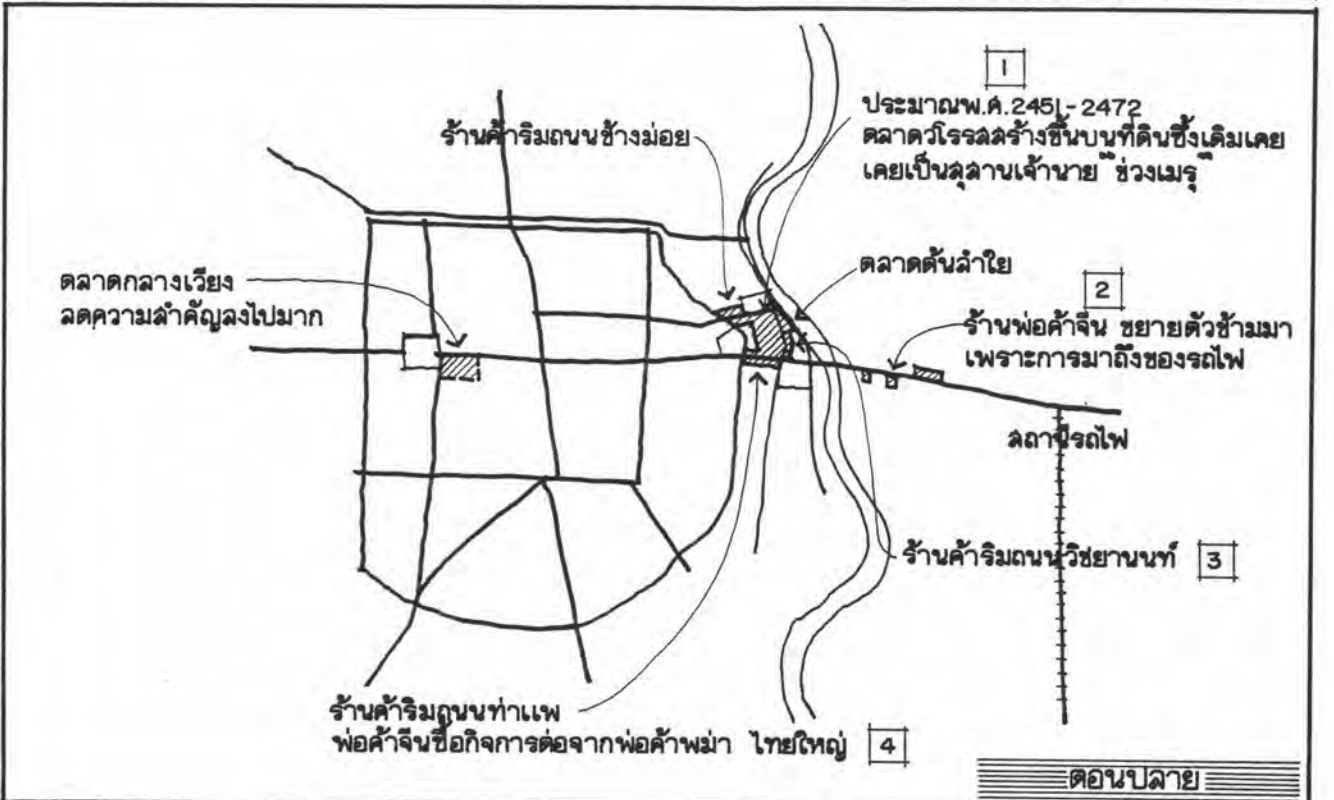 1
ประมาณพ.ศ.2451-2472
ร้านค้าริมถนนช้างม่อย
ตลาดวโรรสสร้างขึ้นบนที่ดินซึ่งเดิมเคย
เคยเป็นสุสานเจ้านาย "ข่วงเมรุ"
ตลาดต้นลำใย
ตลาดกลางเวียง
ลดความสำคัญลงไปมาก
2
ร้านพ่อค้าจีน ขยายตัวข้ามมา
เพราะการมาถึงของรถไฟ
สถานีรถไฟ
ร้านค้าริมถนนวิชยานนท์ 3
ร้านค้าริมถนนท่าแพ
พ่อค้าจีนซื้อกิจการต่อจากพ่อค้าพม่า ไทยใหญ่ 4
ตอนปลาย